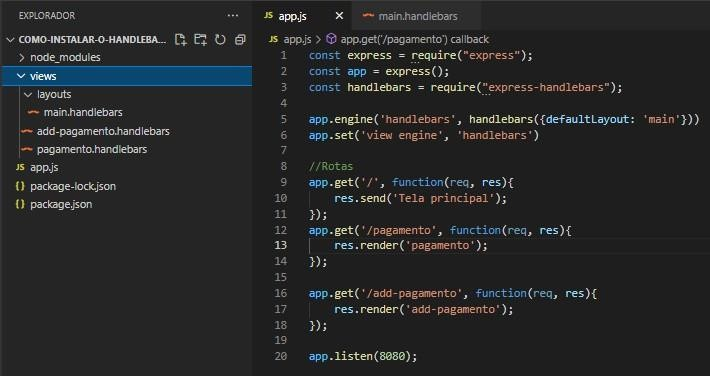 EXPLORADOR
COMO-INSTALAR-O-HANDLEBA...
node_modules
views
layouts
main.handlebars
add-pagamento.handlebars
pagamento.handlebars
JS app.js
{} package-lock.json
{} package.json
JS app.js
main.handlebars
JS app.js > app.get('/pagamento') callback
1 const express = require("express");
2 const app = express();
3 const handlebars = require("express-handlebars");
4
5 app.engine('handlebars', handlebars({defaultLayout: 'main'}))
6 app.set('view engine', 'handlebars')
7
8 //Rotas
9 app.get('/', function(req, res){
10 res.send('Tela principal');
11 });
12 app.get('/pagamento', function(req, res){
13 res.render('pagamento');
14 });
15
16 app.get('/add-pagamento', function(req, res){
17 res.render('add-pagamento');
18 });
19
20 app.listen(8080);